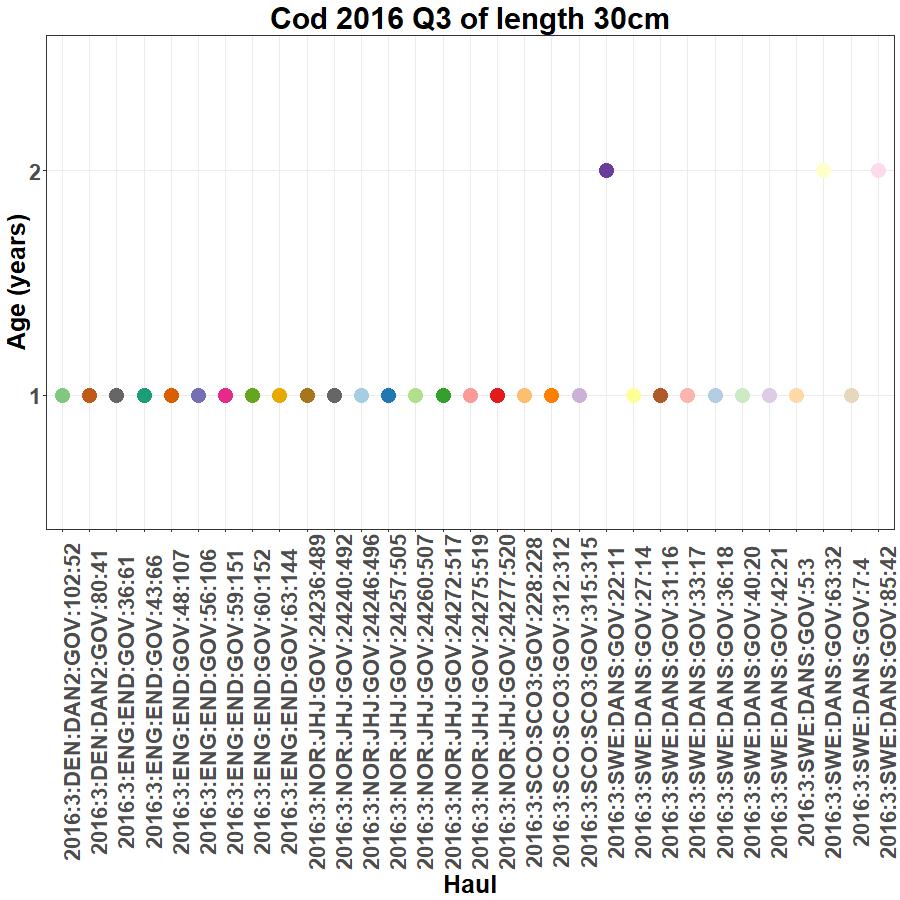 Cod 2016 Q3 of length 30cm
Age (years)
2
1
2016:3:DEN:DAN2:GOV:102:52
2016:3:DEN:DAN2:GOV:80:41
2016:3:ENG:END:GOV:36:61
2016:3:ENG:END:GOV:43:66
2016:3:ENG:END:GOV:48:107
2016:3:ENG:END:GOV:56:106
2016:3:ENG:END:GOV:59:151
2016:3:ENG:END:GOV:60:152
2016:3:ENG:END:GOV:63:144
2016:3:NOR:JHJ:GOV:24236:489
2016:3:NOR:JHJ:GOV:24240:492
2016:3:NOR:JHJ:GOV:24246:496
2016:3:NOR:JHJ:GOV:24257:505
2016:3:NOR:JHJ:GOV:24260:507
2016:3:NOR:JHJ:GOV:24272:517
2016:3:NOR:JHJ:GOV:24275:519
2016:3:NOR:JHJ:GOV:24277:520
2016:3:SCO:SCO3:GOV:228:228
2016:3:SCO:SCO3:GOV:312:312
2016:3:SCO:SCO3:GOV:315:315
2016:3:SWE:DANS:GOV:22:11
2016:3:SWE:DANS:GOV:27:14
2016:3:SWE:DANS:GOV:31:16
2016:3:SWE:DANS:GOV:33:17
2016:3:SWE:DANS:GOV:36:18
2016:3:SWE:DANS:GOV:40:20
2016:3:SWE:DANS:GOV:42:21
2016:3:SWE:DANS:GOV:5:3
2016:3:SWE:DANS:GOV:63:32
2016:3:SWE:DANS:GOV:7:4
2016:3:SWE:DANS:GOV:85:42
Haul